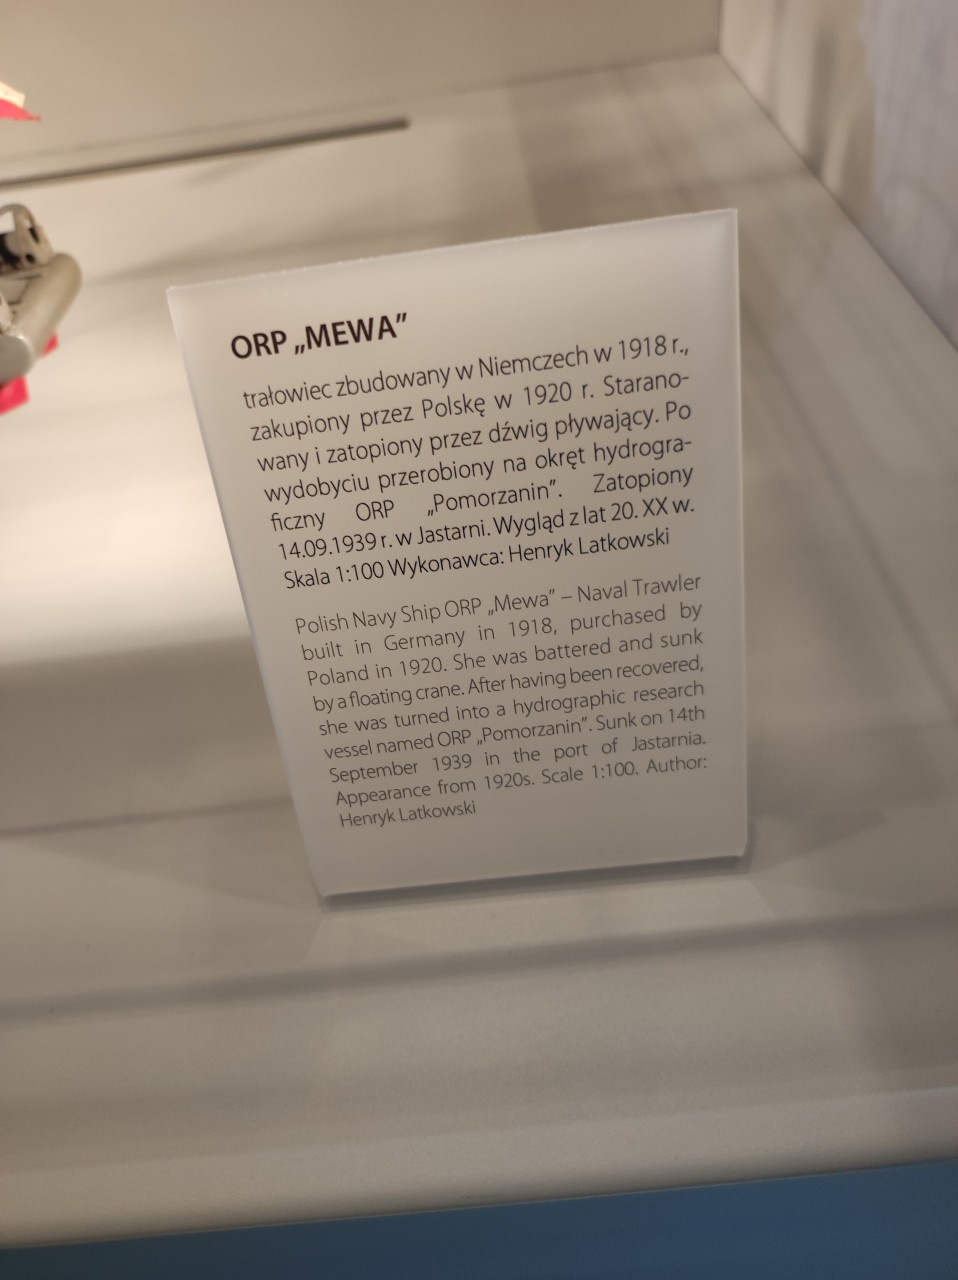 ORP „MEWA”
trałowiec zbudowany w Niemczech w 1918 r.,
zakupiony przez Polskę w 1920 r. Starano-
wany i zatopiony przez dźwig pływający. Po
wydobyciu przerobiony na okręt hydrogra-
ficzny ORP „Pomorzanin”. Zatopiony
14.09.1939 r. w Jastarni. Wygląd z lat 20. XX w.
Skala 1:100 Wykonawca: Henryk Latkowski
Polish Navy Ship ORP „Mewa” – Naval Trawler
built in Germany in 1918, purchased by
Poland in 1920. She was battered and sunk
by a floating crane. After having been recovered,
she was turned into a hydrographic research
vessel named ORP „Pomorzanin”. Sunk on 14th
September 1939 in the port of Jastarnia.
Appearance from 1920s. Scale 1:100. Author:
Henryk Latkowski